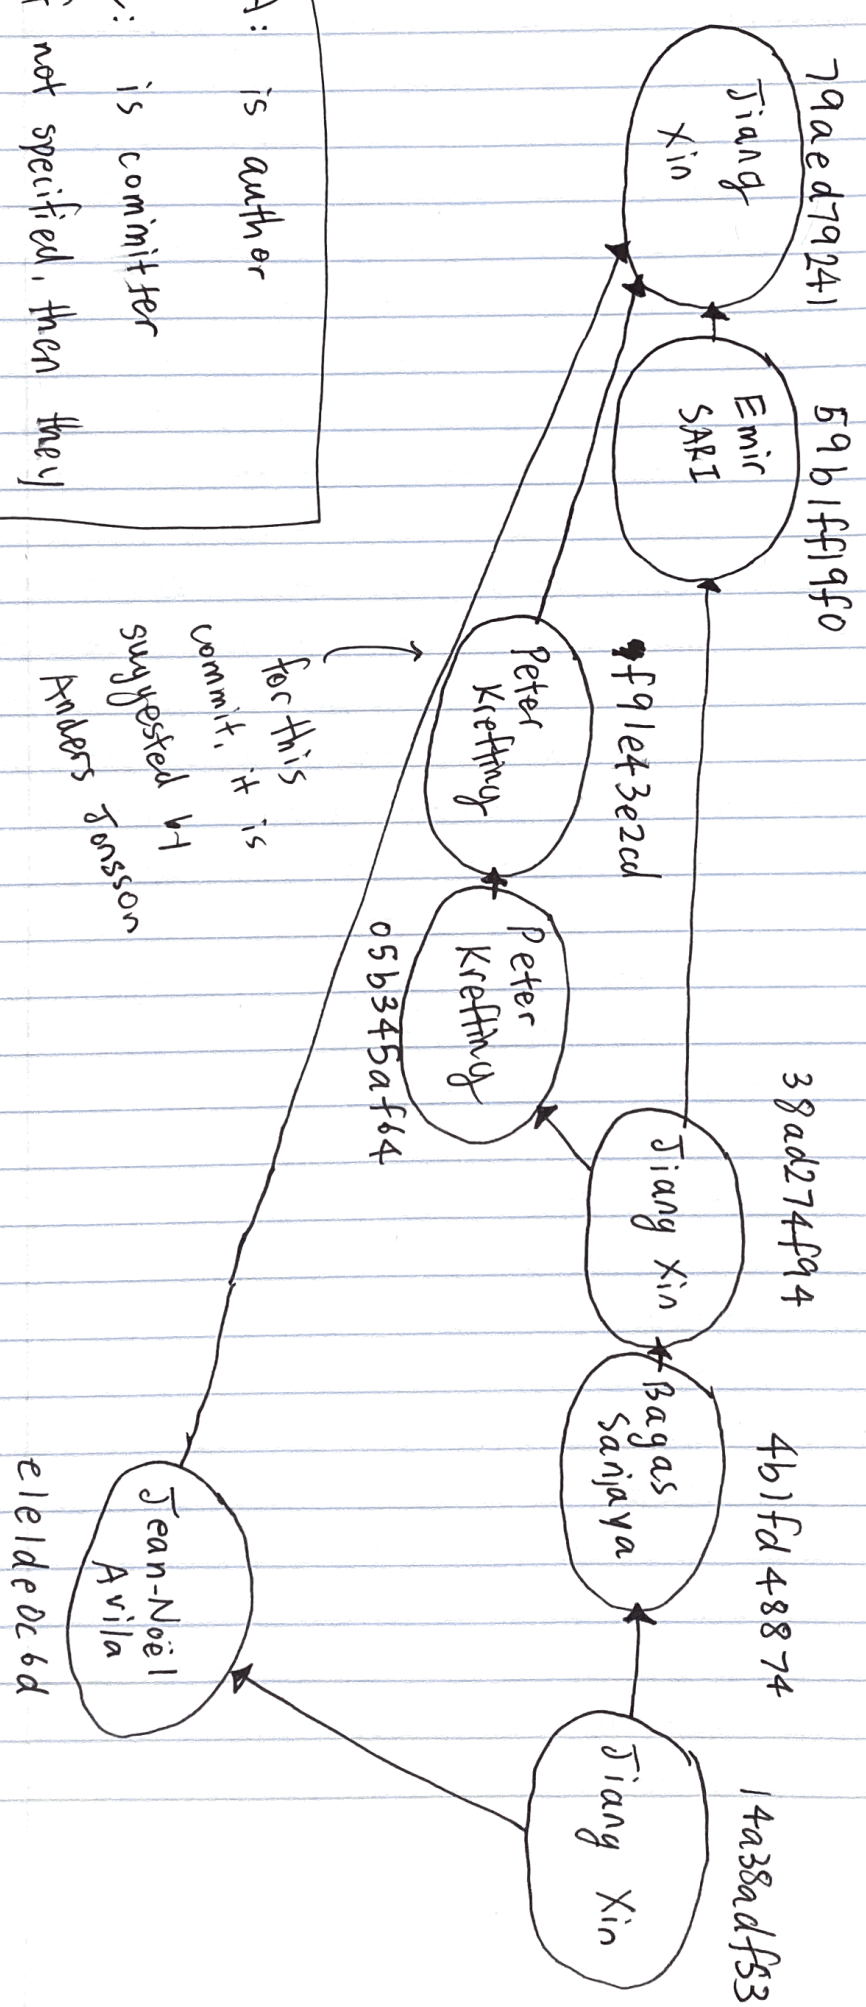 79aed79241
Jiang
Xin
59b1ff19f0
Emir
SARI
f91e43e2cd
Peter
Krefting
Peter
Krefting
05b345af64
38ad274f94
Jiang Xin
4b1fd48874
Bagas
Sanjaya
14a38adf53
Jiang Xin
Jean-Noël
Avila
e1e1de0c6d
for this
commit, it is
suggested by
Anders Jonsson
A: is author
: is committer
not specified, then they